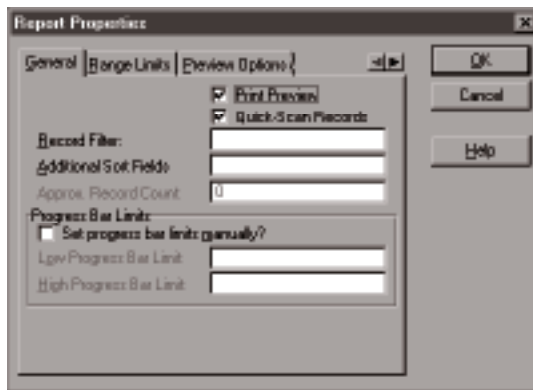 Report Properties
General Range Limits Preview Options
OK
Cancel
Help
Print Preview
Quick-Scan Records
Record Filter:
Additional Sort Fields
Approx. Record Count 0
Progress Bar Limits
Set progress bar limits manually?
Low Progress Bar Limit
High Progress Bar Limit